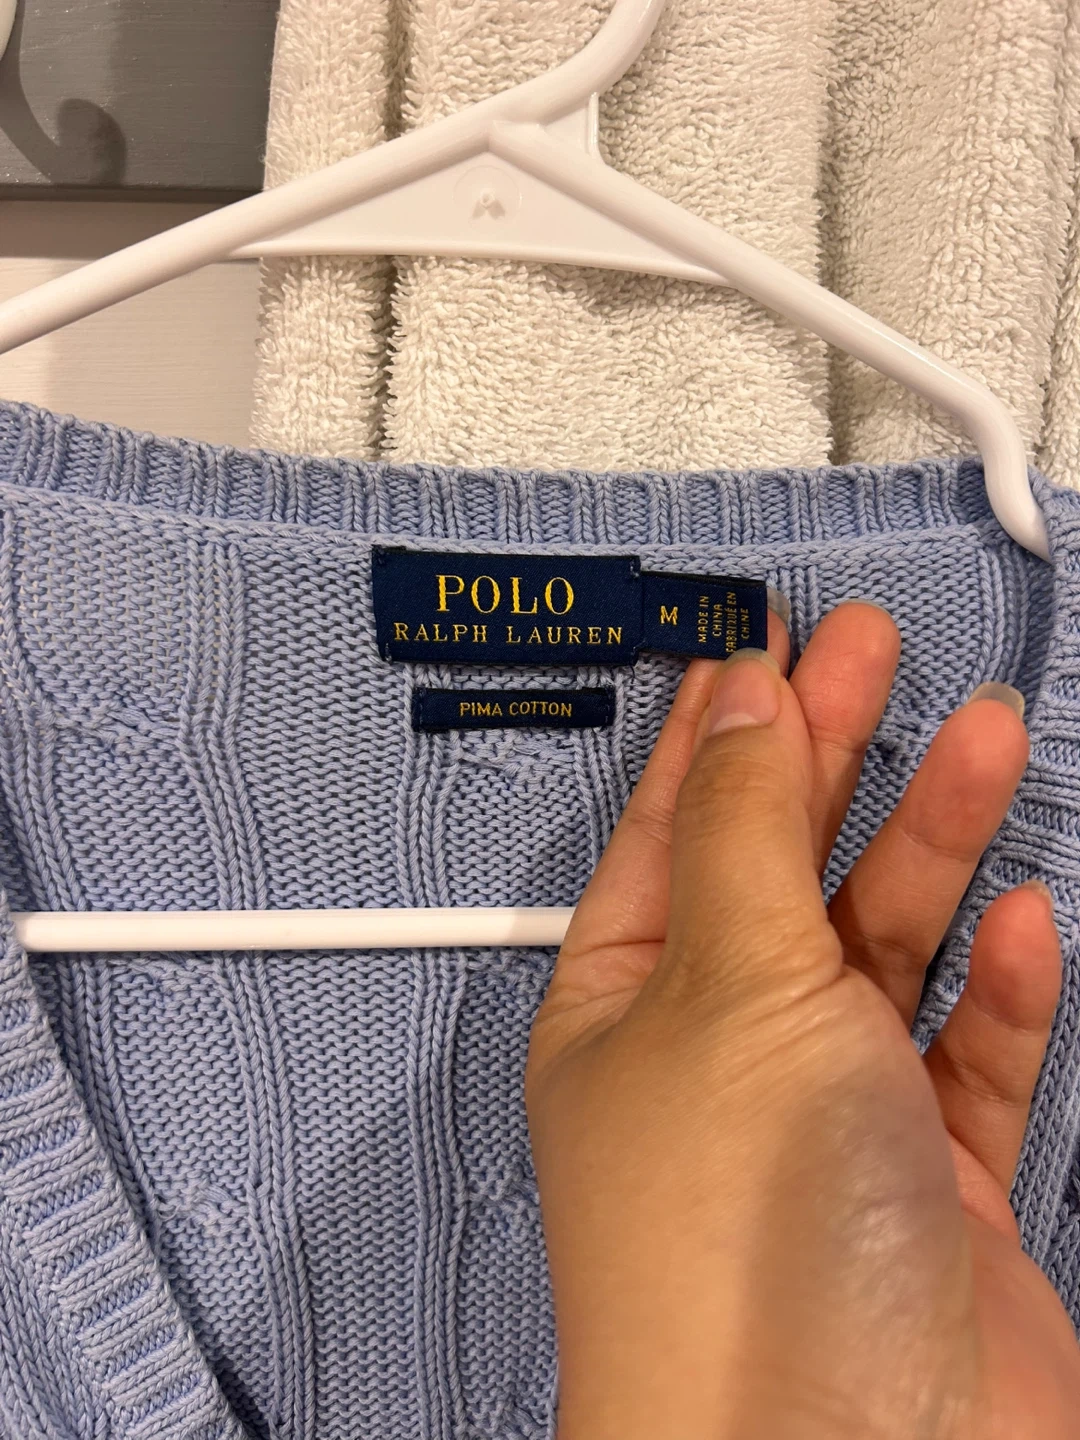 POLO
RALPH LAUREN
M
MADE IN
CHINA
FABRIQUÉ EN
CHINE
PIMA COTTON